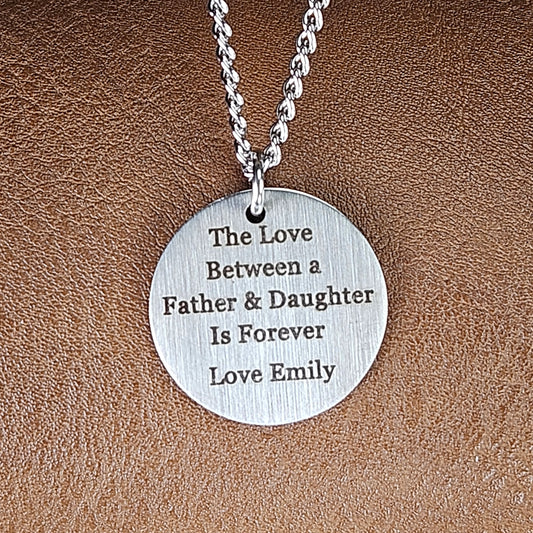 The Love
Between a
Father & Daughter
Is Forever
Love Emily